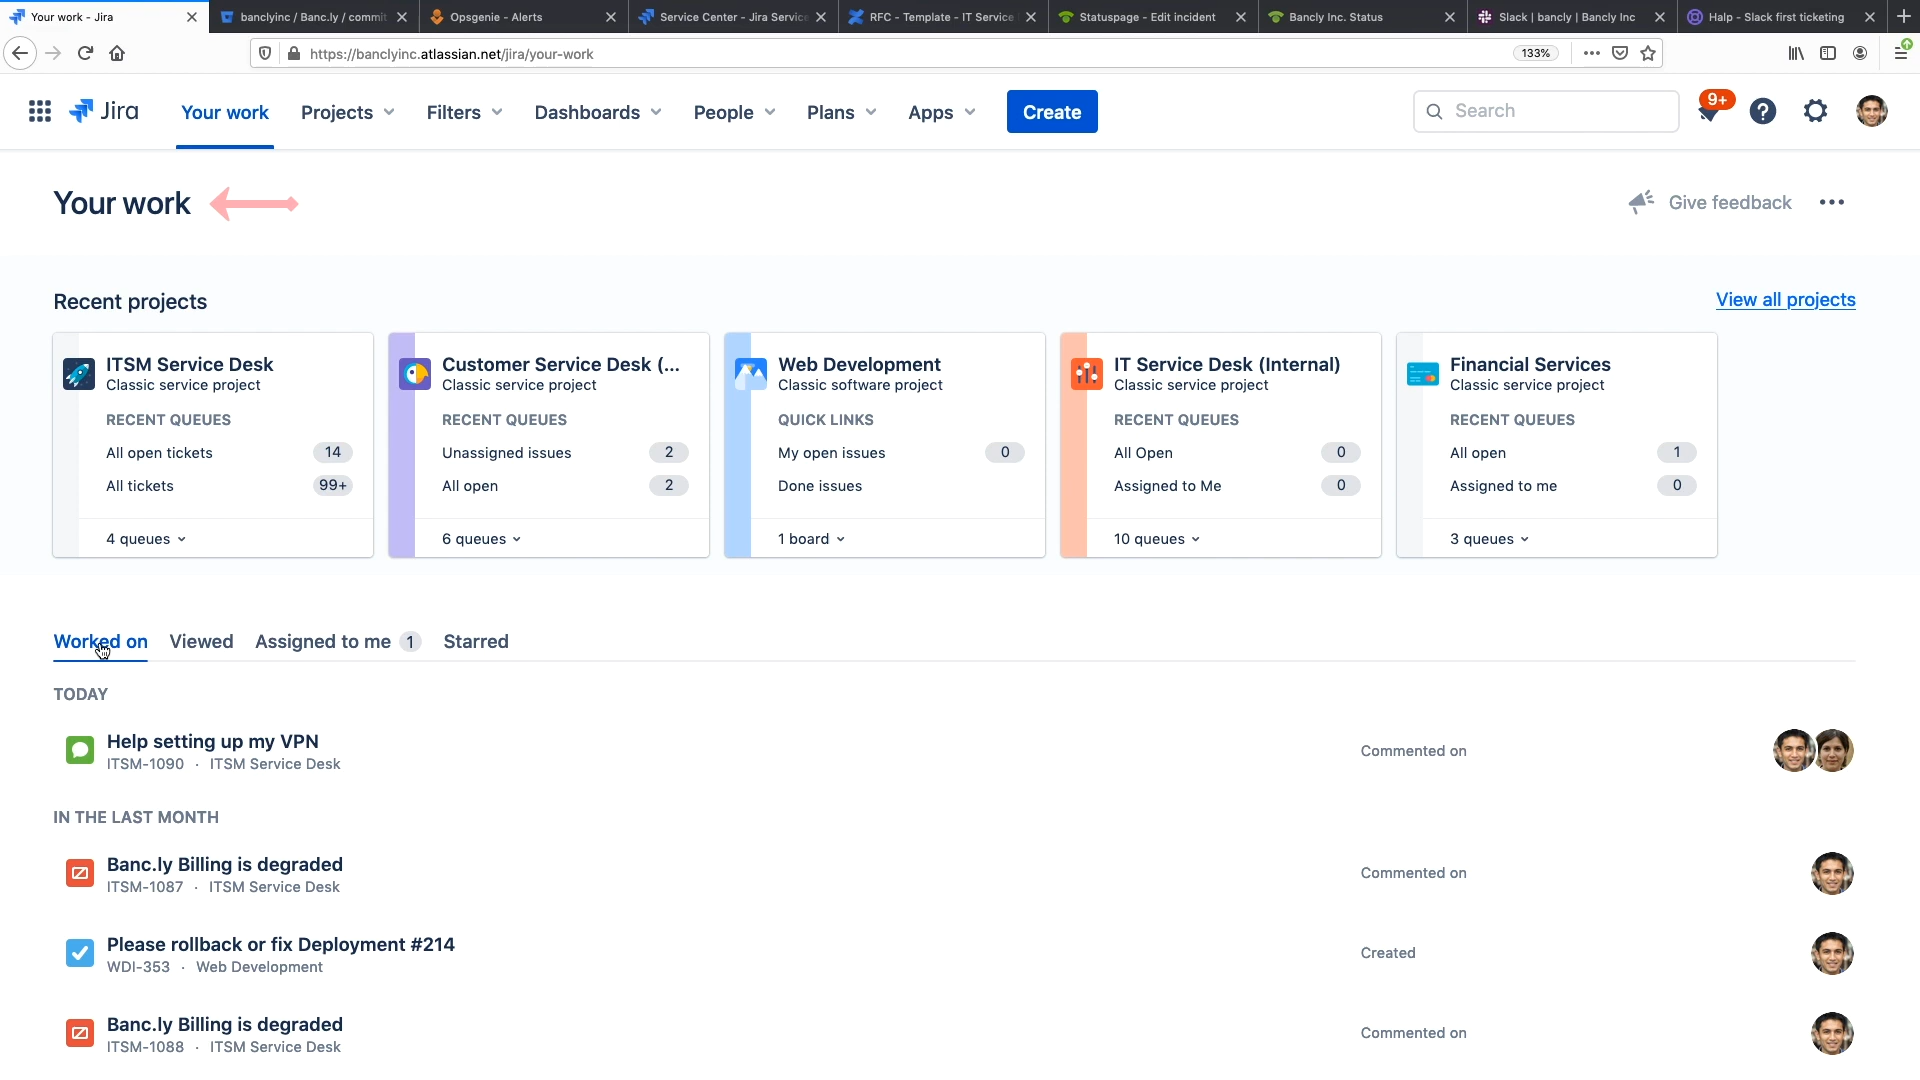 Your work - Jira
banclyinc / Banc.ly / commit
Opsgenie - Alerts
Service Center - Jira Service
RFC - Template - IT Service
Statuspage - Edit incident
Bancly Inc. Status
Slack | bancly | Bancly Inc
Halp - Slack first ticketing
https://banclyinc.atlassian.net/jira/your-work
133%
Jira
Your work
Projects
Filters
Dashboards
People
Plans
Apps
Create
Search
9+
Your work
Give feedback
Recent projects
View all projects
ITSM Service Desk
Classic service project
RECENT QUEUES
All open tickets 14
All tickets 99+
4 queues
Customer Service Desk (...
Classic service project
RECENT QUEUES
Unassigned issues 2
All open 2
6 queues
Web Development
Classic software project
QUICK LINKS
My open issues 0
Done issues
1 board
IT Service Desk (Internal)
Classic service project
RECENT QUEUES
All Open 0
Assigned to Me 0
10 queues
Financial Services
Classic service project
RECENT QUEUES
All open 1
Assigned to me 0
3 queues
Worked on
Viewed
Assigned to me 1
Starred
TODAY
Help setting up my VPN
ITSM-1090 · ITSM Service Desk
Commented on
IN THE LAST MONTH
Banc.ly Billing is degraded
ITSM-1087 · ITSM Service Desk
Commented on
Please rollback or fix Deployment #214
WDI-353 · Web Development
Created
Banc.ly Billing is degraded
ITSM-1088 · ITSM Service Desk
Commented on